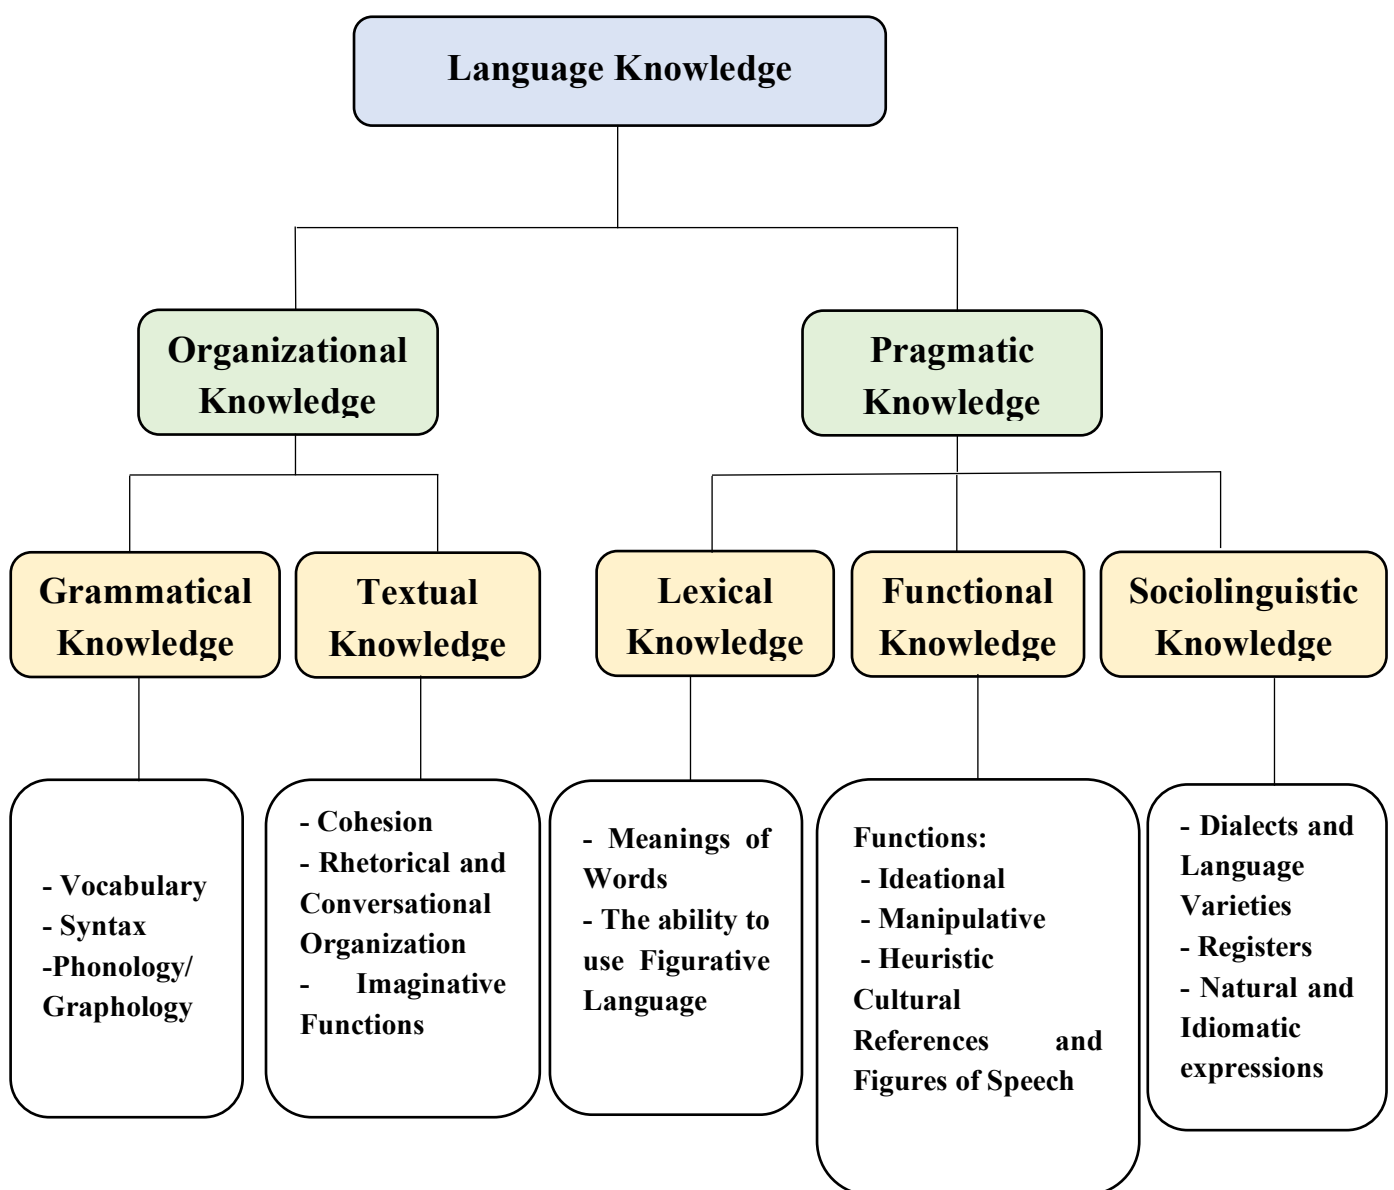 Language Knowledge
Organizational
Knowledge
Pragmatic
Knowledge
Grammatical
Knowledge
Textual
Knowledge
Lexical
Knowledge
Functional
Knowledge
Sociolinguistic
Knowledge
- Vocabulary
- Syntax
-Phonology/
Graphology
- Cohesion
- Rhetorical and
Conversational
Organization
- Imaginative
Functions
- Meanings of
Words
- The ability to
use Figurative
Language
Functions:
- Ideational
- Manipulative
- Heuristic
Cultural
References and
Figures of Speech
- Dialects and
Language
Varieties
- Registers
- Natural and
Idiomatic
expressions